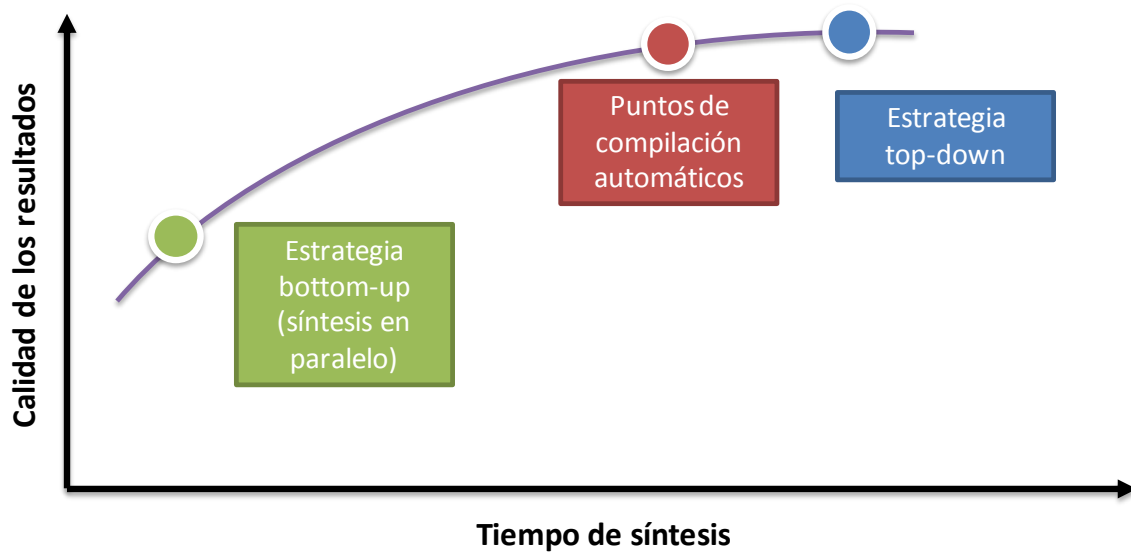 Calidad de los resultados
Puntos de
compilación
automáticos
Estrategia
top-down
Estrategia
bottom-up
(síntesis en
paralelo)
Tiempo de síntesis